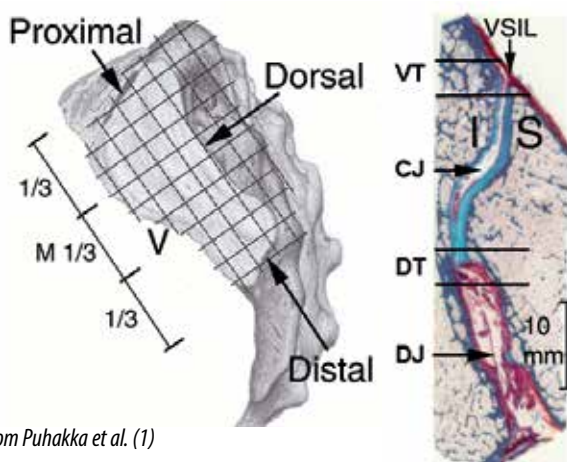 Proximal
Dorsal
1/3
M 1/3
1/3
V
Distal
VSIL
VT
I S
CJ
DT
10
mm
DJ
om Puhakka et al. (1)